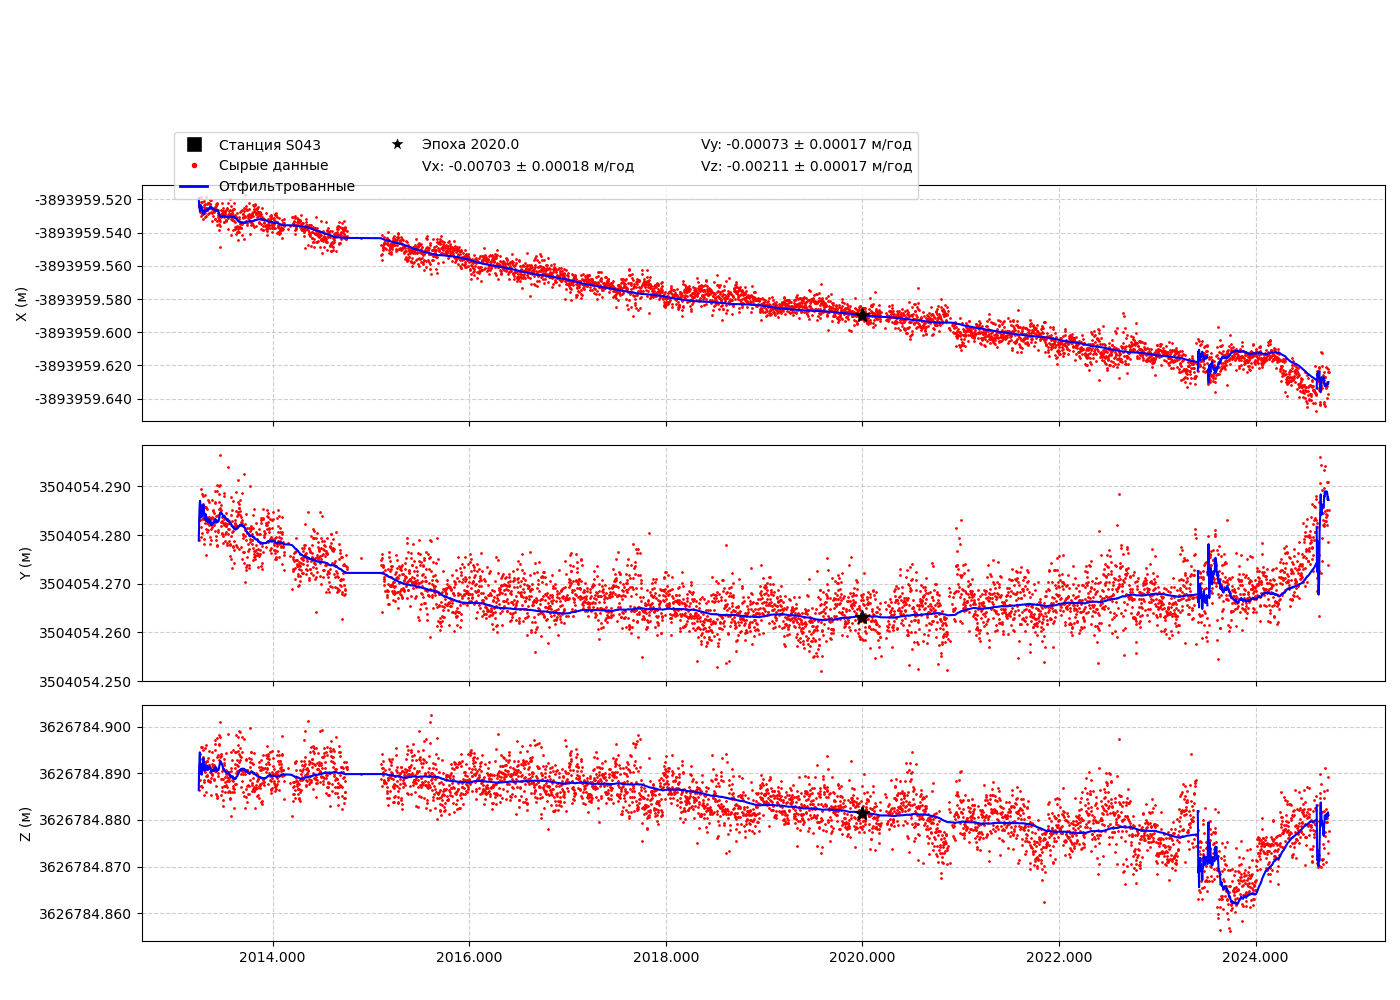 Станция S043
Сырые данные
Отфильтрованные
Эпоха 2020.0
Vx: -0.00703 ± 0.00018 м/год
Vy: -0.00073 ± 0.00017 м/год
Vz: -0.00211 ± 0.00017 м/год
X (м)
-3893959.520
-3893959.540
-3893959.560
-3893959.580
-3893959.600
-3893959.620
-3893959.640
Y (м)
3504054.290
3504054.280
3504054.270
3504054.260
3504054.250
Z (м)
3626784.900
3626784.890
3626784.880
3626784.870
3626784.860
2014.000 2016.000 2018.000 2020.000 2022.000 2024.000